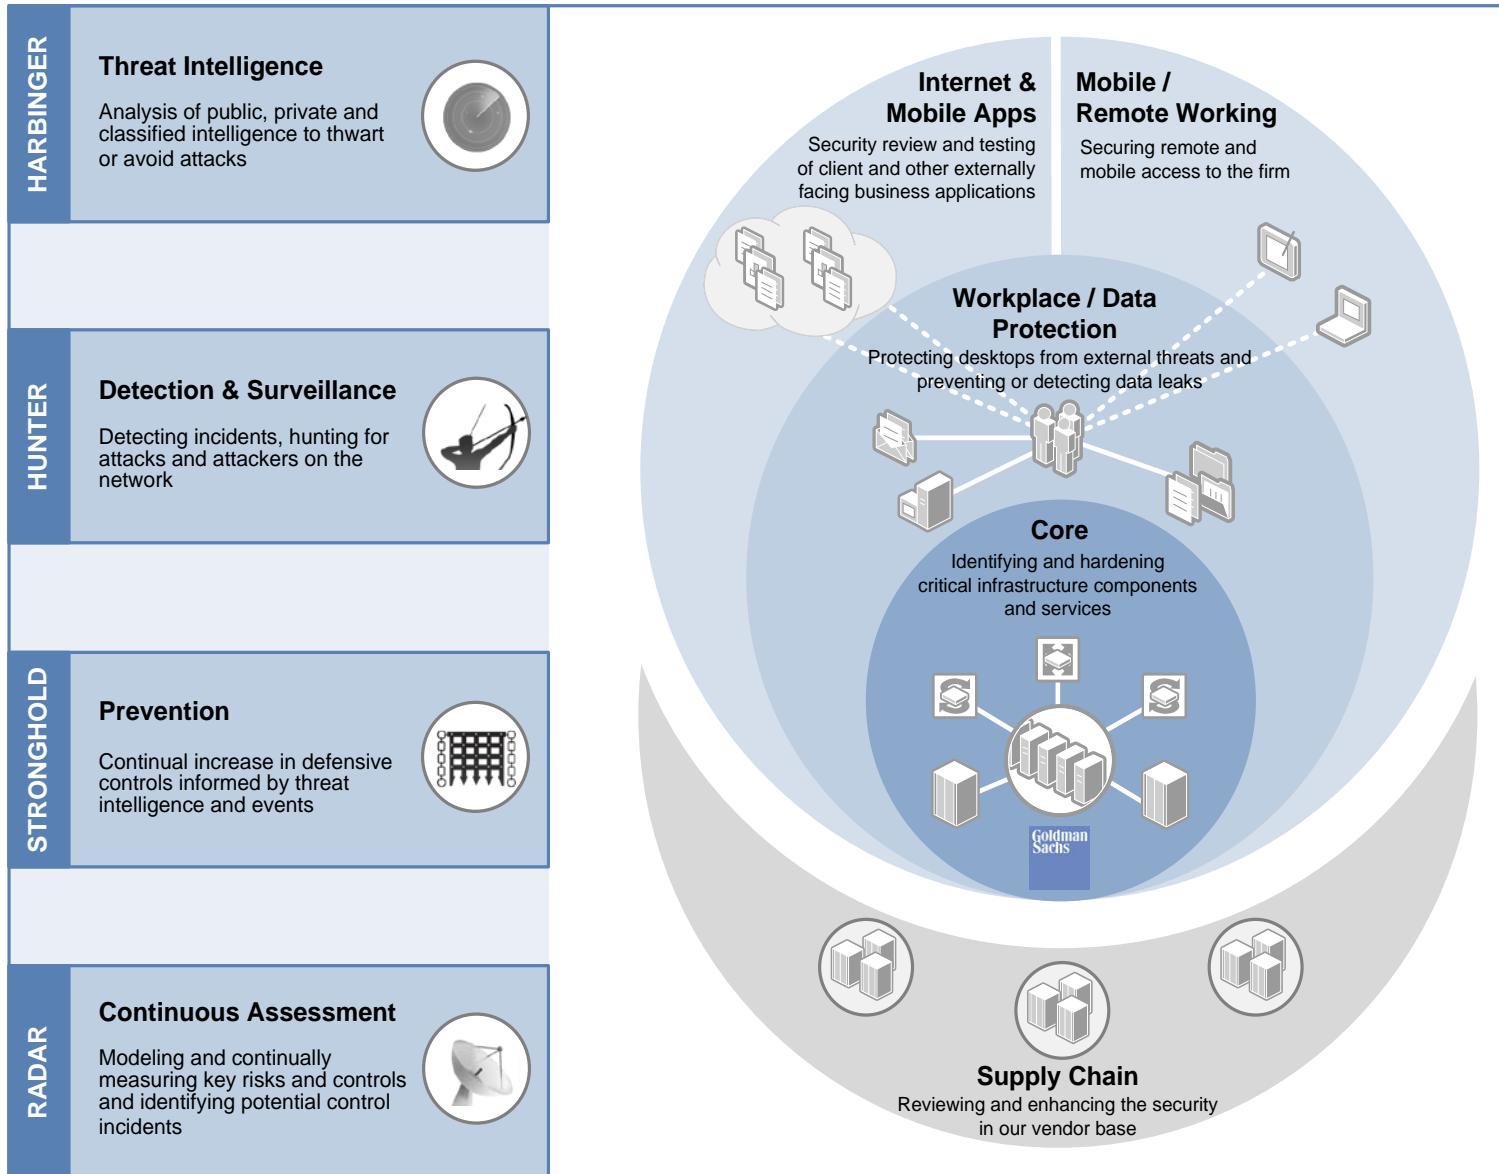 HARBINGER
Threat Intelligence
Analysis of public, private and
classified intelligence to thwart
or avoid attacks
HUNTER
Detection & Surveillance
Detecting incidents, hunting for
attacks and attackers on the
network
STRONGHOLD
Prevention
Continual increase in defensive
controls informed by threat
intelligence and events
RADAR
Continuous Assessment
Modeling and continually
measuring key risks and controls
and identifying potential control
incidents
Internet &
Mobile Apps
Security review and testing
of client and other externally
facing business applications
Mobile /
Remote Working
Securing remote and
mobile access to the firm
Workplace / Data
Protection
Protecting desktops from external threats and
preventing or detecting data leaks
Core
Identifying and hardening
critical infrastructure components
and services
Goldman
Sachs
Supply Chain
Reviewing and enhancing the security
in our vendor base